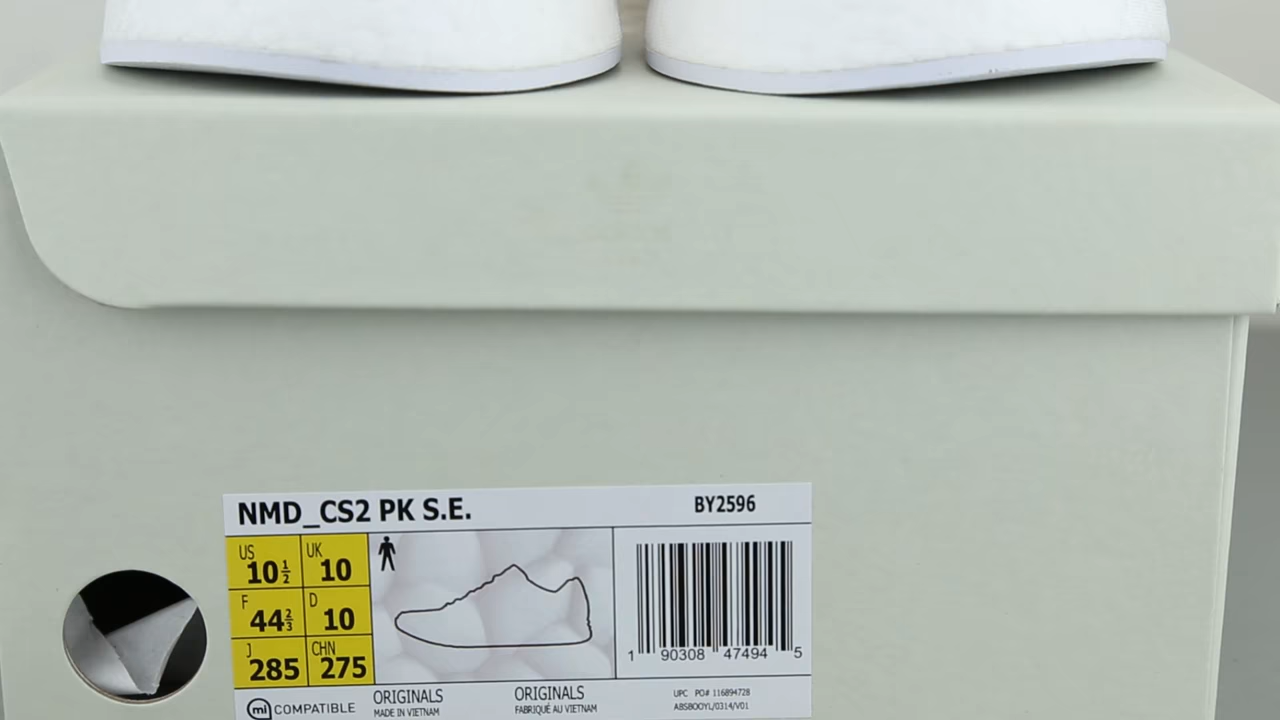 NMD_CS2 PK S.E. BY2596
US 10½ UK 10
F 44⅔ D 10
J 285 CHN 275
1 90308 47494 5
mi COMPATIBLE
ORIGINALS
MADE IN VIETNAM
ORIGINALS
FABRIQUÉ AU VIETNAM
UPC PO# 116894728
ABSBOOYL/0314/V01